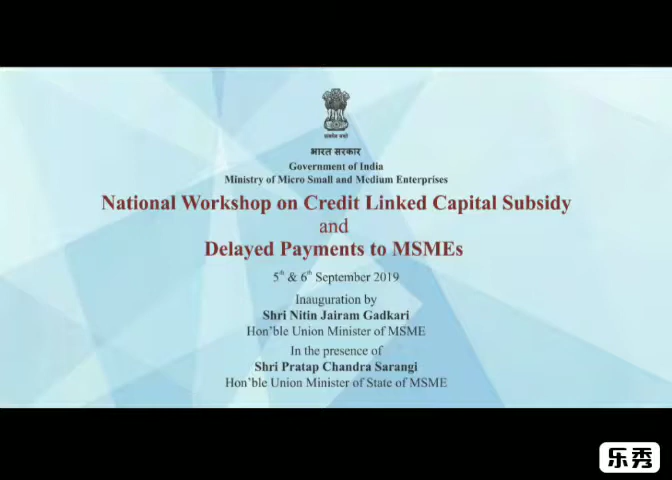 सत्यमेव जयते
भारत सरकार
Government of India
Ministry of Micro Small and Medium Enterprises
National Workshop on Credit Linked Capital Subsidy
and
Delayed Payments to MSMEs
5th & 6th September 2019
Inauguration by
Shri Nitin Jairam Gadkari
Hon'ble Union Minister of MSME
In the presence of
Shri Pratap Chandra Sarangi
Hon'ble Union Minister of State of MSME
乐秀